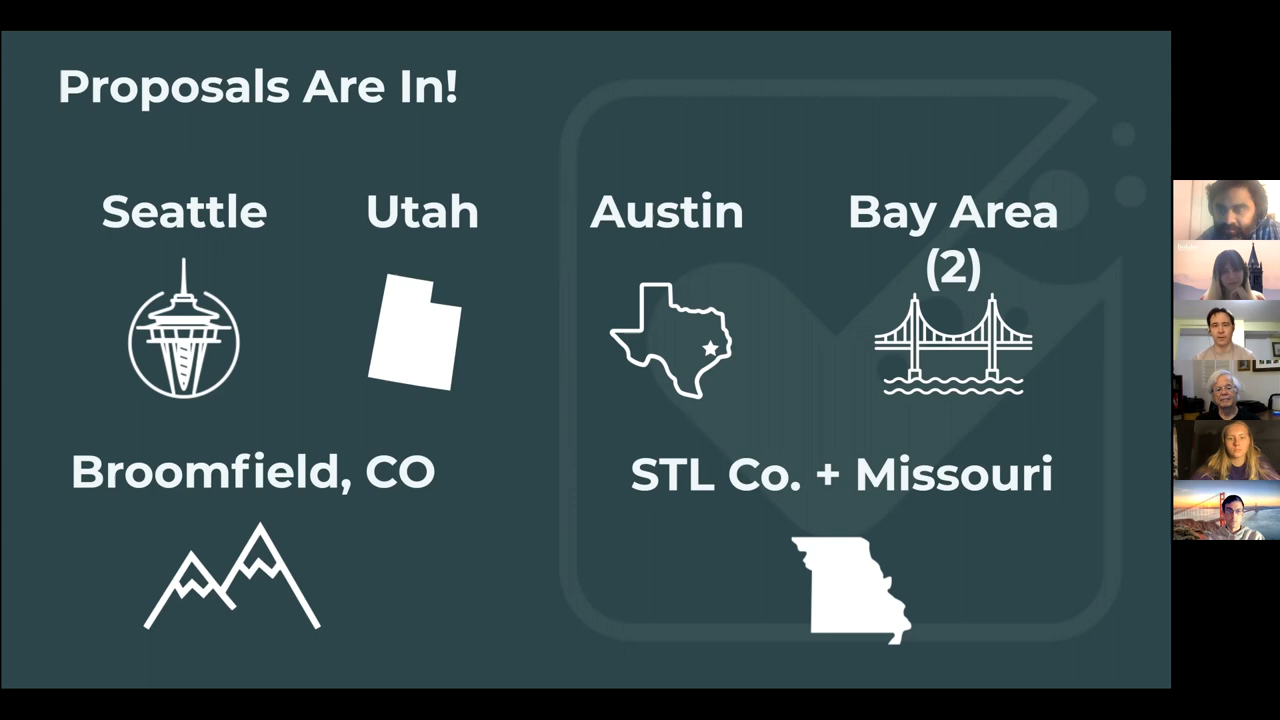 Proposals Are In!
Seattle
Utah
Austin
Bay Area
(2)
Broomfield, CO
STL Co. + Missouri